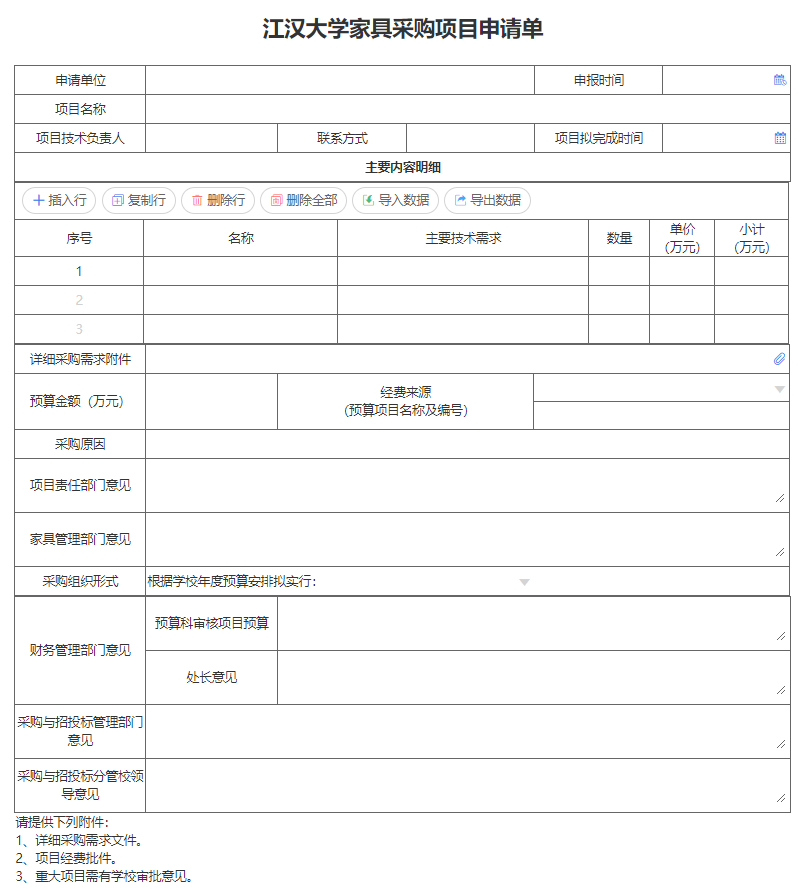 江汉大学家具采购项目申请单
申请单位 申报时间
项目名称
项目技术负责人 联系方式 项目拟完成时间
主要内容明细
插入行 复制行 删除行 删除全部 导入数据 导出数据
序号 名称 主要技术需求 数量 单价 小计
(万元) (万元)
1
2
3
详细采购需求附件
预算金额（万元） 经费来源
（预算项目名称及编号）
采购原因
项目责任部门意见
家具管理部门意见
采购组织形式 根据学校年度预算安排拟实行：
财务管理部门意见 预算科审核项目预算
处长意见
采购与招投标管理部门
意见
采购与招投标分管校领
导意见
请提供下列附件：
1、详细采购需求文件。
2、项目经费批件。
3、重大项目需有学校审批意见。